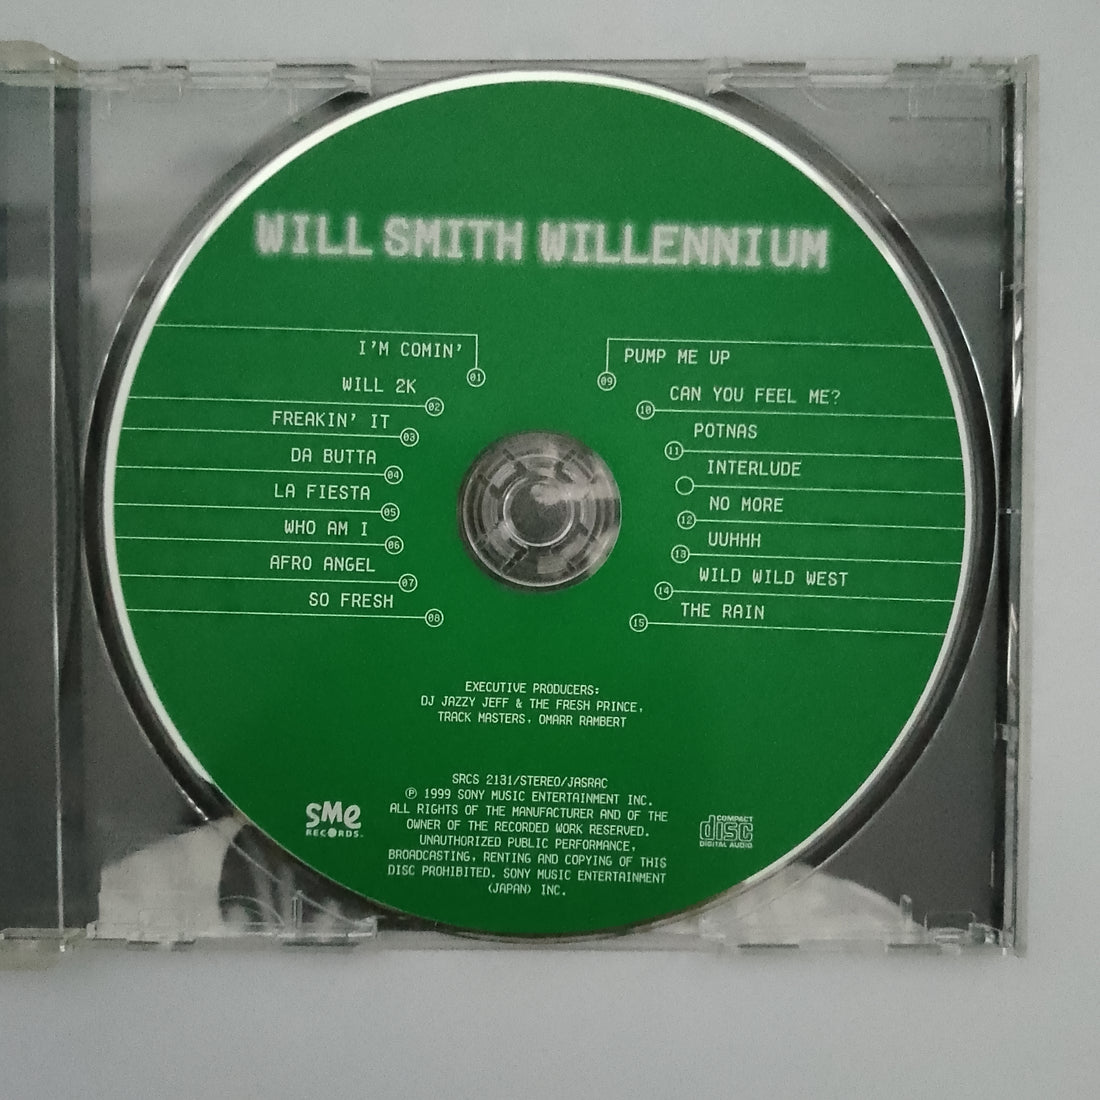 WILL SMITH WILLENNIUM
I'M COMIN'
01
WILL 2K
02
FREAKIN' IT
03
DA BUTTA
04
LA FIESTA
05
WHO AM I
06
AFRO ANGEL
07
SO FRESH
08
PUMP ME UP
09
CAN YOU FEEL ME?
10
POTNAS
11
INTERLUDE
NO MORE
12
UUHHH
13
WILD WILD WEST
14
THE RAIN
15
EXECUTIVE PRODUCERS:
DJ JAZZY JEFF & THE FRESH PRINCE,
TRACK MASTERS, OMARR RAMBERT
SRCS 2131/STEREO/JASRAC
℗ 1999 SONY MUSIC ENTERTAINMENT INC.
ALL RIGHTS OF THE MANUFACTURER AND OF THE
OWNER OF THE RECORDED WORK RESERVED.
UNAUTHORIZED PUBLIC PERFORMANCE,
BROADCASTING, RENTING AND COPYING OF THIS
DISC PROHIBITED. SONY MUSIC ENTERTAINMENT
(JAPAN) INC.
SMe
RECORDS.
COMPACT
disc
DIGITAL AUDIO